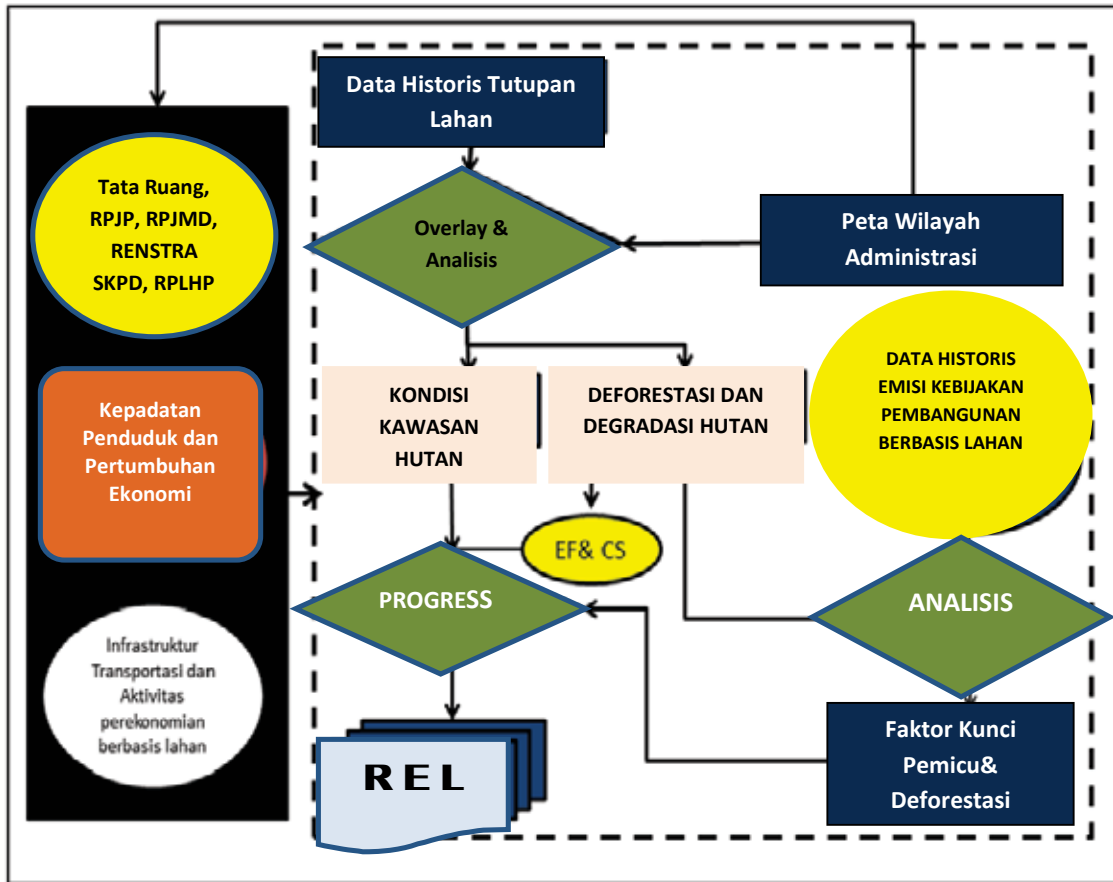 Data Historis Tutupan
Lahan
Tata Ruang,
RPJP, RPJMD,
RENSTRA
SKPD, RPLHP
Overlay &
Analisis
Peta Wilayah
Administrasi
Kepadatan
Penduduk dan
Pertumbuhan
Ekonomi
KONDISI
KAWASAN
HUTAN
DEFORESTASI DAN
DEGRADASI HUTAN
DATA HISTORIS
EMISI KEBIJAKAN
PEMBANGUNAN
BERBASIS LAHAN
EF& CS
PROGRESS
ANALISIS
Infrastruktur
Transportasi dan
Aktivitas
perekonomian
berbasis lahan
REL
Faktor Kunci
Pemicu&
Deforestasi